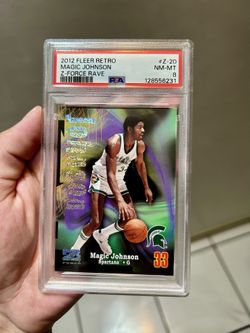 2012 FLEER RETRO #Z-20
MAGIC JOHNSON NM-MT
Z-FORCE RAVE 8
PSA 128556231
Magic Johnson
Spartans • G
33